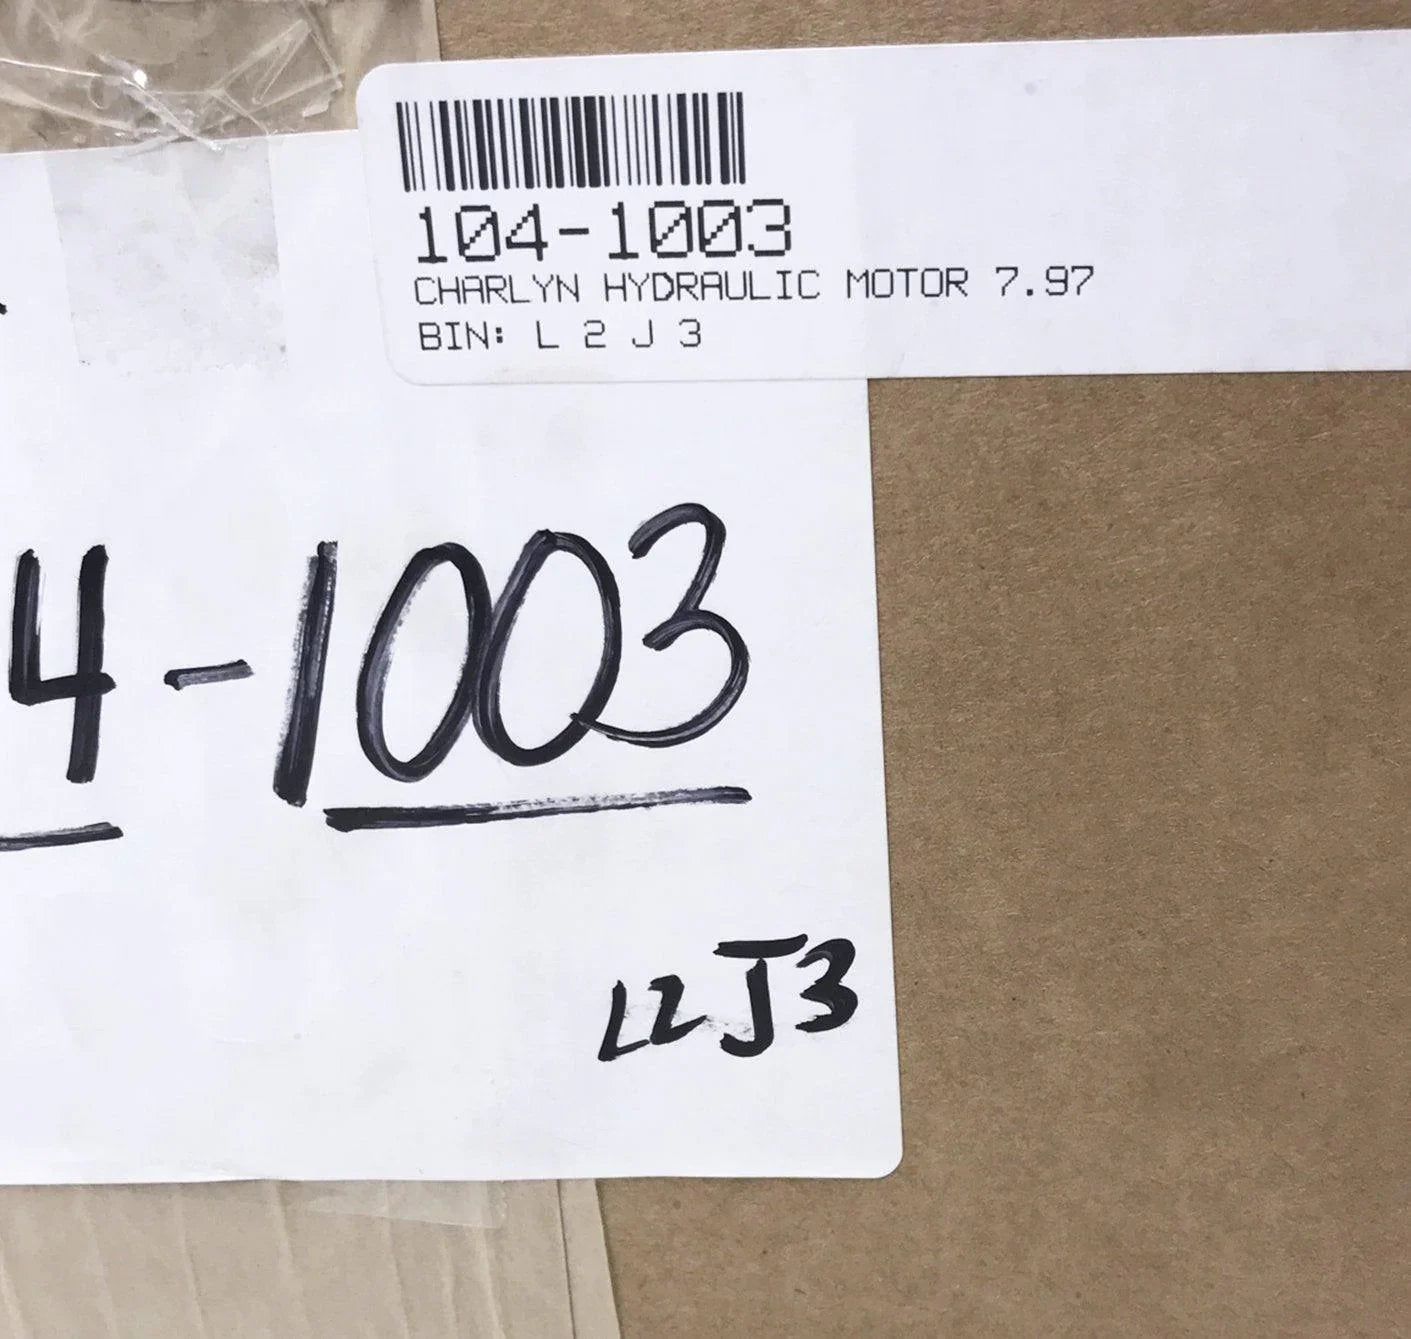 104-1003
CHARLYN HYDRAULIC MOTOR 7.97
BIN: L 2 J 3
4-1003
L2J3